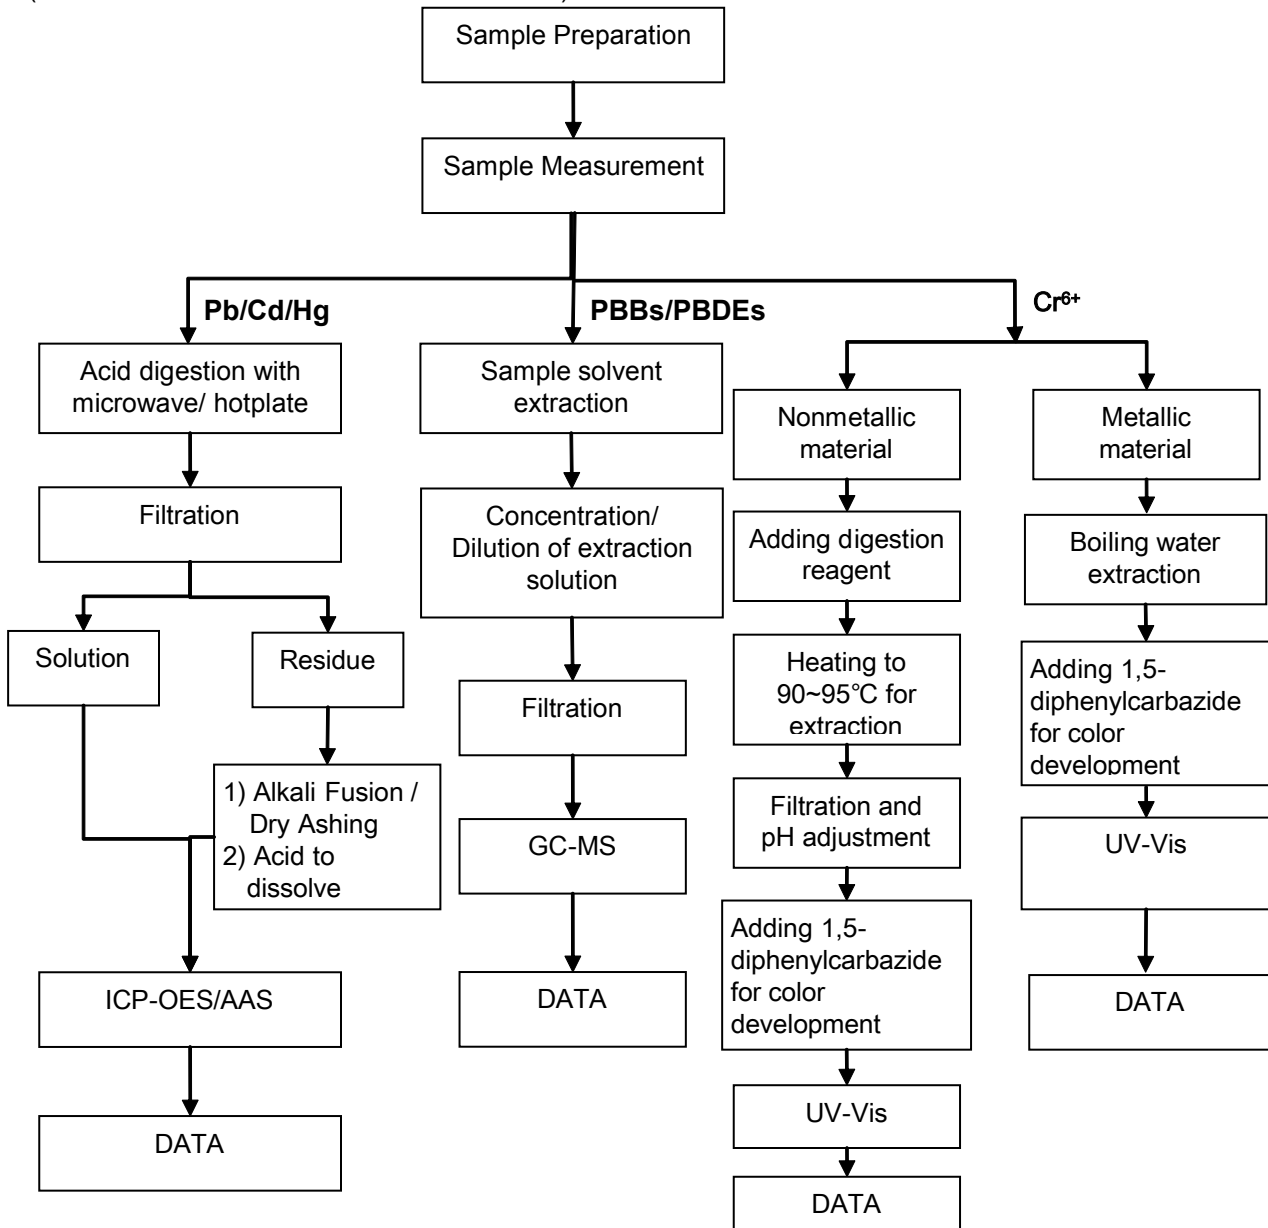 Sample Preparation
Sample Measurement
Pb/Cd/Hg
PBBs/PBDEs
Cr⁶⁺
Acid digestion with
microwave/ hotplate
Filtration
Solution
Residue
1) Alkali Fusion /
Dry Ashing
2) Acid to
dissolve
ICP-OES/AAS
DATA
Sample solvent
extraction
Concentration/
Dilution of extraction
solution
Filtration
GC-MS
DATA
Nonmetallic
material
Adding digestion
reagent
Heating to
90~95℃ for
extraction
Filtration and
pH adjustment
Adding 1,5-
diphenylcarbazide
for color
development
UV-Vis
DATA
Metallic
material
Boiling water
extraction
Adding 1,5-
diphenylcarbazide
for color
development
UV-Vis
DATA